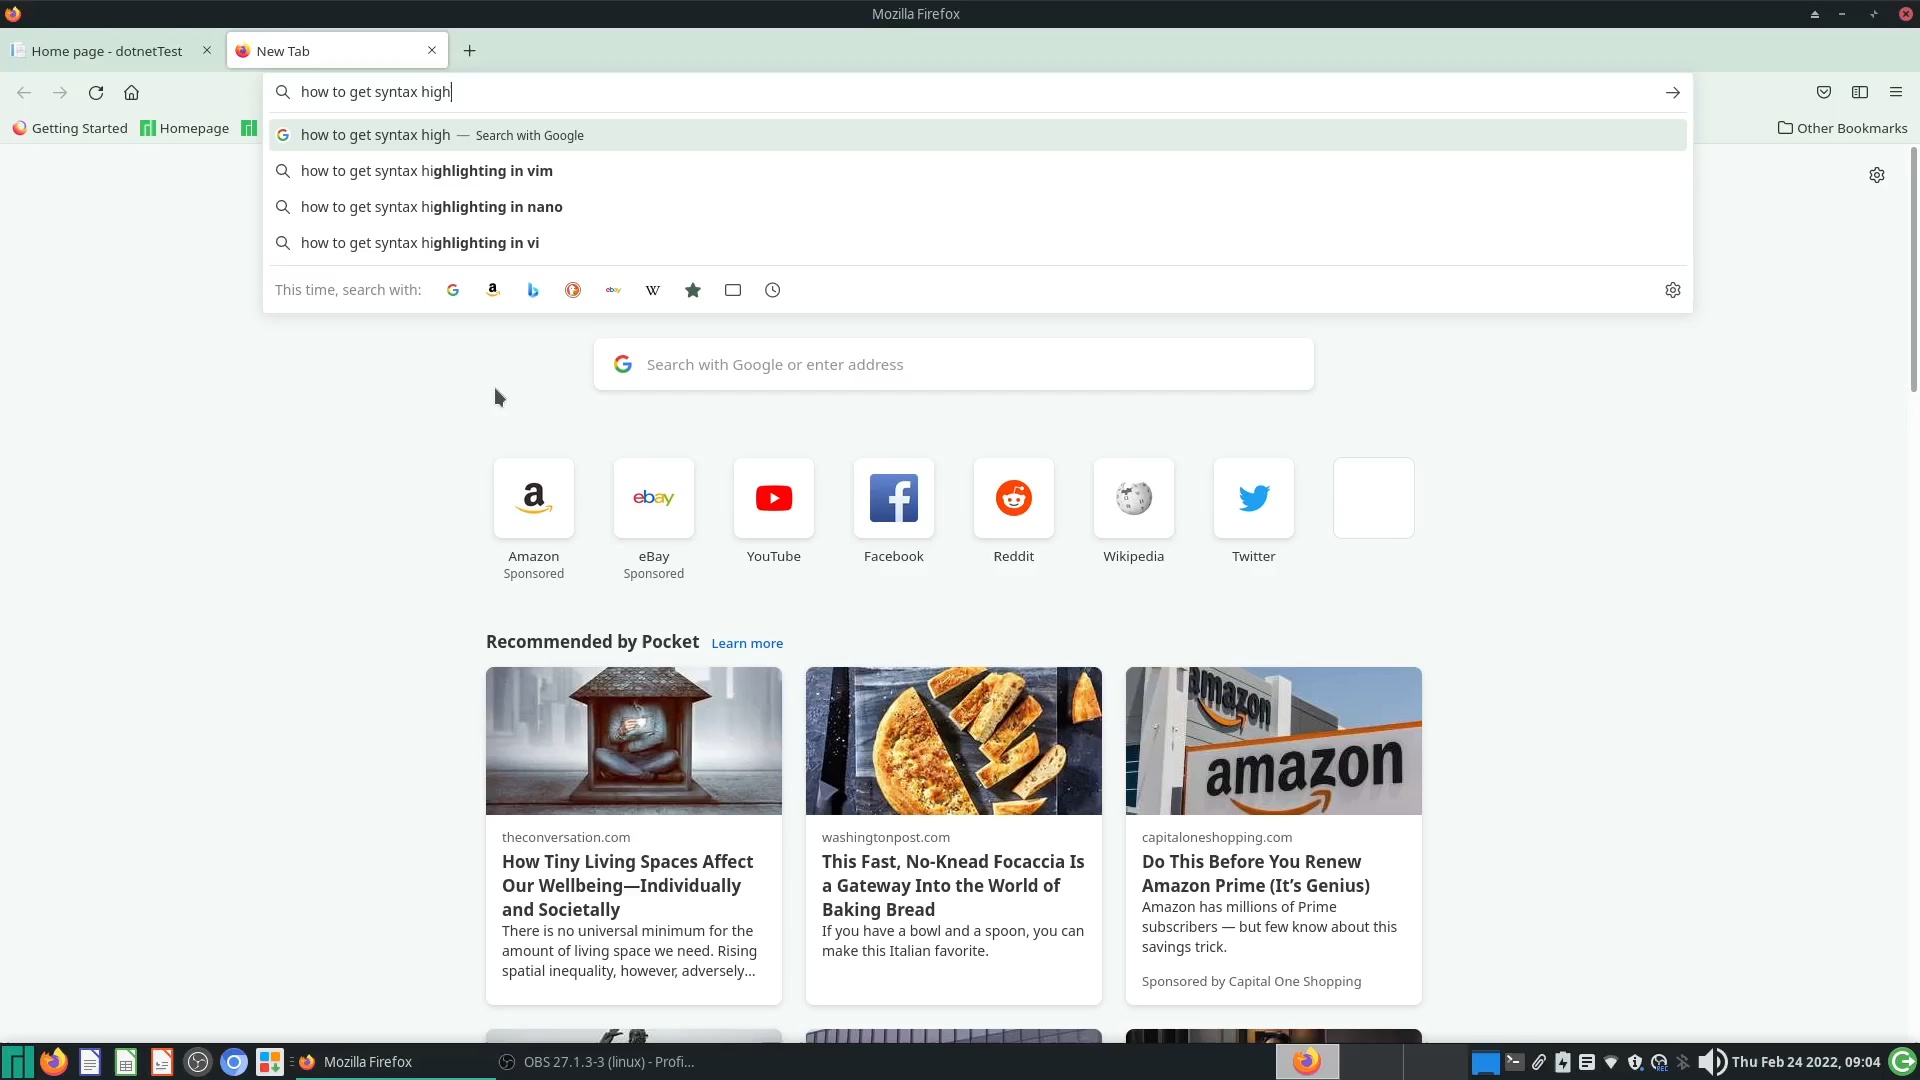 Mozilla Firefox
Home page - dotnetTest
New Tab
how to get syntax high
Getting Started
Homepage
Other Bookmarks
how to get syntax high — Search with Google
how to get syntax highlighting in vim
how to get syntax highlighting in nano
how to get syntax highlighting in vi
This time, search with:
Search with Google or enter address
ebay
Amazon
Sponsored
eBay
Sponsored
YouTube
Facebook
Reddit
Wikipedia
Twitter
Recommended by Pocket Learn more
amazon
amazon
theconversation.com
How Tiny Living Spaces Affect
Our Wellbeing—Individually
and Societally
There is no universal minimum for the
amount of living space we need. Rising
spatial inequality, however, adversely...
washingtonpost.com
This Fast, No-Knead Focaccia Is
a Gateway Into the World of
Baking Bread
If you have a bowl and a spoon, you can
make this Italian favorite.
capitaloneshopping.com
Do This Before You Renew
Amazon Prime (It’s Genius)
Amazon has millions of Prime
subscribers — but few know about this
savings trick.
Sponsored by Capital One Shopping
Mozilla Firefox
OBS 27.1.3-3 (linux) - Profi...
Thu Feb 24 2022, 09:04